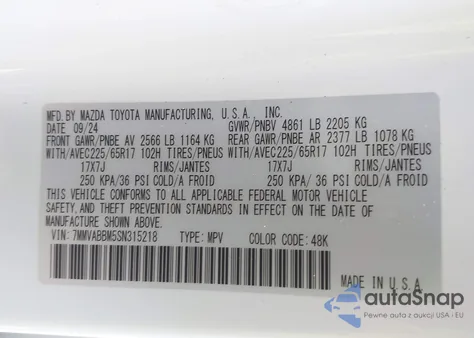 MFD. BY MAZDA TOYOTA MANUFACTURING, U.S.A., INC.
DATE 09/24 GVWR/PNBV 4861 LB 2205 KG
FRONT GAWR/PNBE AV 2566 LB 1164 KG REAR GAWR/PNBE AR 2377 LB 1078 KG
WITH/AVEC225/65R17 102H TIRES/PNEUS WITH/AVEC225/65R17 102H TIRES/PNEUS
17X7J RIMS/JANTES 17X7J RIMS/JANTES
250 KPA/36 PSI COLD/A FROID 250 KPA/ 36 PSI COLD/A FROID
THIS VEHICLE CONFORMS TO ALL APPLICABLE FEDERAL MOTOR VEHICLE
SAFETY, AND THEFT PREVENTION STANDARDS IN EFFECT ON THE DATE OF
MANUFACTURE SHOWN ABOVE.
VIN: 7MMVABBM5SN315218 TYPE: MPV COLOR CODE: 48K
MADE IN U.S.A
autoSnap
Pewne auta z aukcji USA i EU